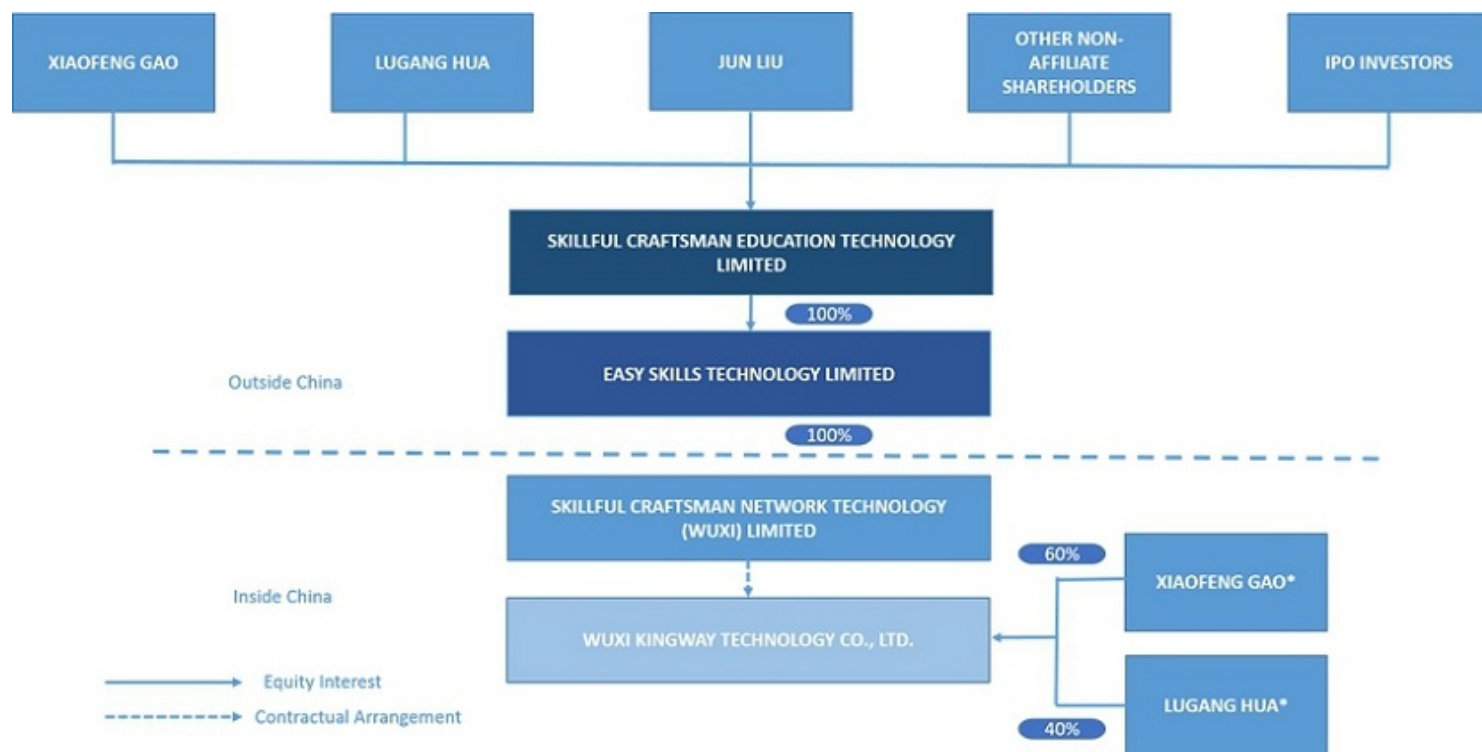 XIAOFENG GAO
LUGANG HUA
JUN LIU
OTHER NON-
AFFILIATE
SHAREHOLDERS
IPO INVESTORS
SKILLFUL CRAFTSMAN EDUCATION TECHNOLOGY
LIMITED
100%
EASY SKILLS TECHNOLOGY LIMITED
Outside China
100%
SKILLFUL CRAFTSMAN NETWORK TECHNOLOGY
(WUXI) LIMITED
60%
XIAOFENG GAO*
Inside China
WUXI KINGWAY TECHNOLOGY CO., LTD.
Equity Interest
Contractual Arrangement
LUGANG HUA*
40%